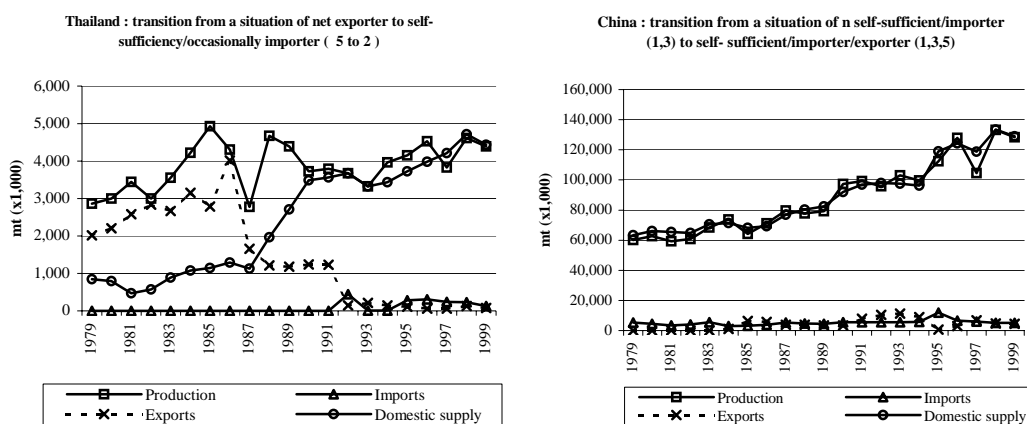 Thailand : transition from a situation of net exporter to self-
sufficiency/occasionally importer ( 5 to 2 )
6,000
5,000
4,000
3,000
2,000
1,000
0
mt (x1,000)
1979
1981
1983
1985
1987
1989
1991
1993
1995
1997
1999
Production
Imports
Exports
Domestic supply
China : transition from a situation of n self-sufficient/importer
(1,3) to self- sufficient/importer/exporter (1,3,5)
160,000
140,000
120,000
100,000
80,000
60,000
40,000
20,000
0
mt (x1,000)
1979
1981
1983
1985
1987
1989
1991
1993
1995
1997
1999
Production
Imports
Exports
Domestic supply